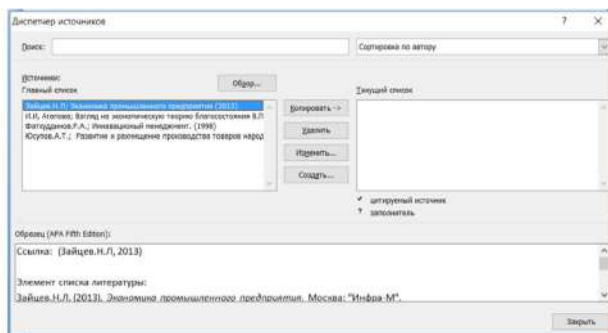 Диспетчер источников
? ×
Поиск:
Сортировка по автору
Источники:
Главный список
Обзор...
Текущий список
Зайцев.Н.Л; Экономика промышленного предприятия (2013)
И.И, Агапова; Взгляд на экономическую теорию благосостояния В.П
Фатхудданов.Р.А.; Инновационый менеджмент. (1998)
Юсупов.А.Т.; Развитие и размещение производства товаров народ
Копировать ->
Удалить
Изменить...
Создать...
✓ цитируемый источник
? заполнитель
Образец (APA Fifth Edition):
Ссылка: (Зайцев.Н.Л, 2013)
Элемент списка литературы:
Зайцев.Н.Л. (2013). Экономика промышленного предприятия. Москва: "Инфра-М".
Закрыть